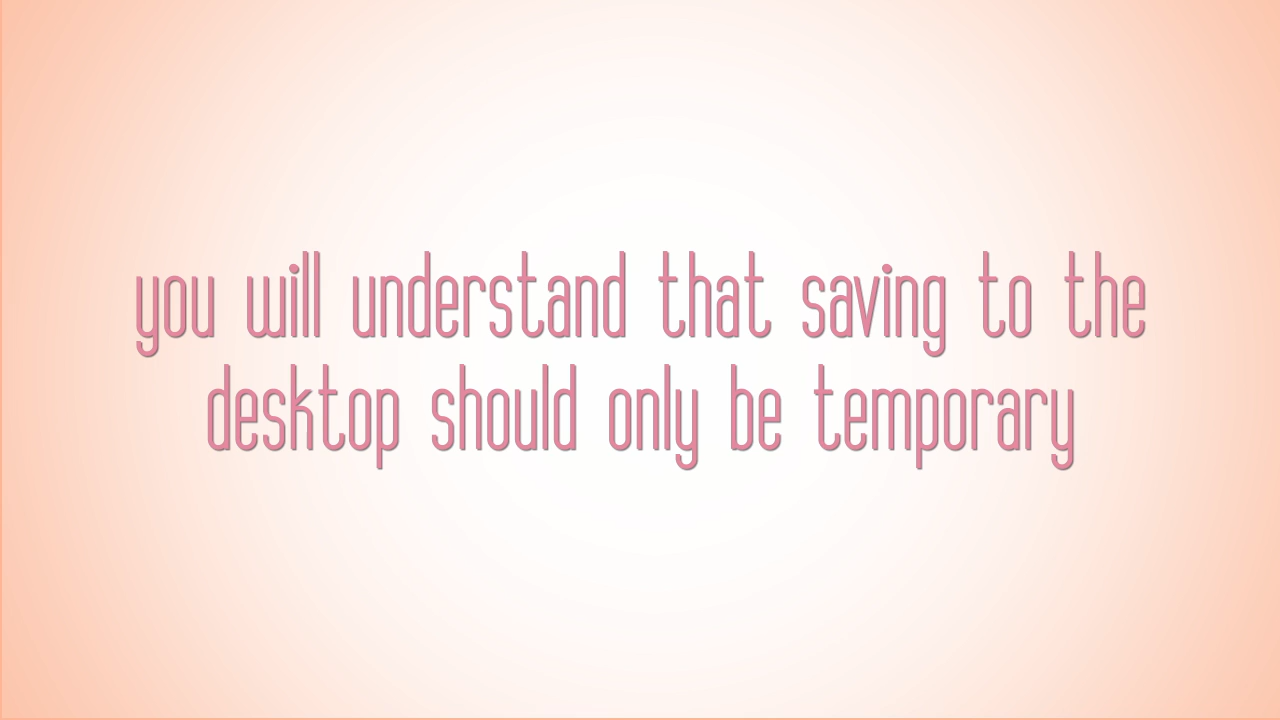 you will understand that saving to the
desktop should only be temporary